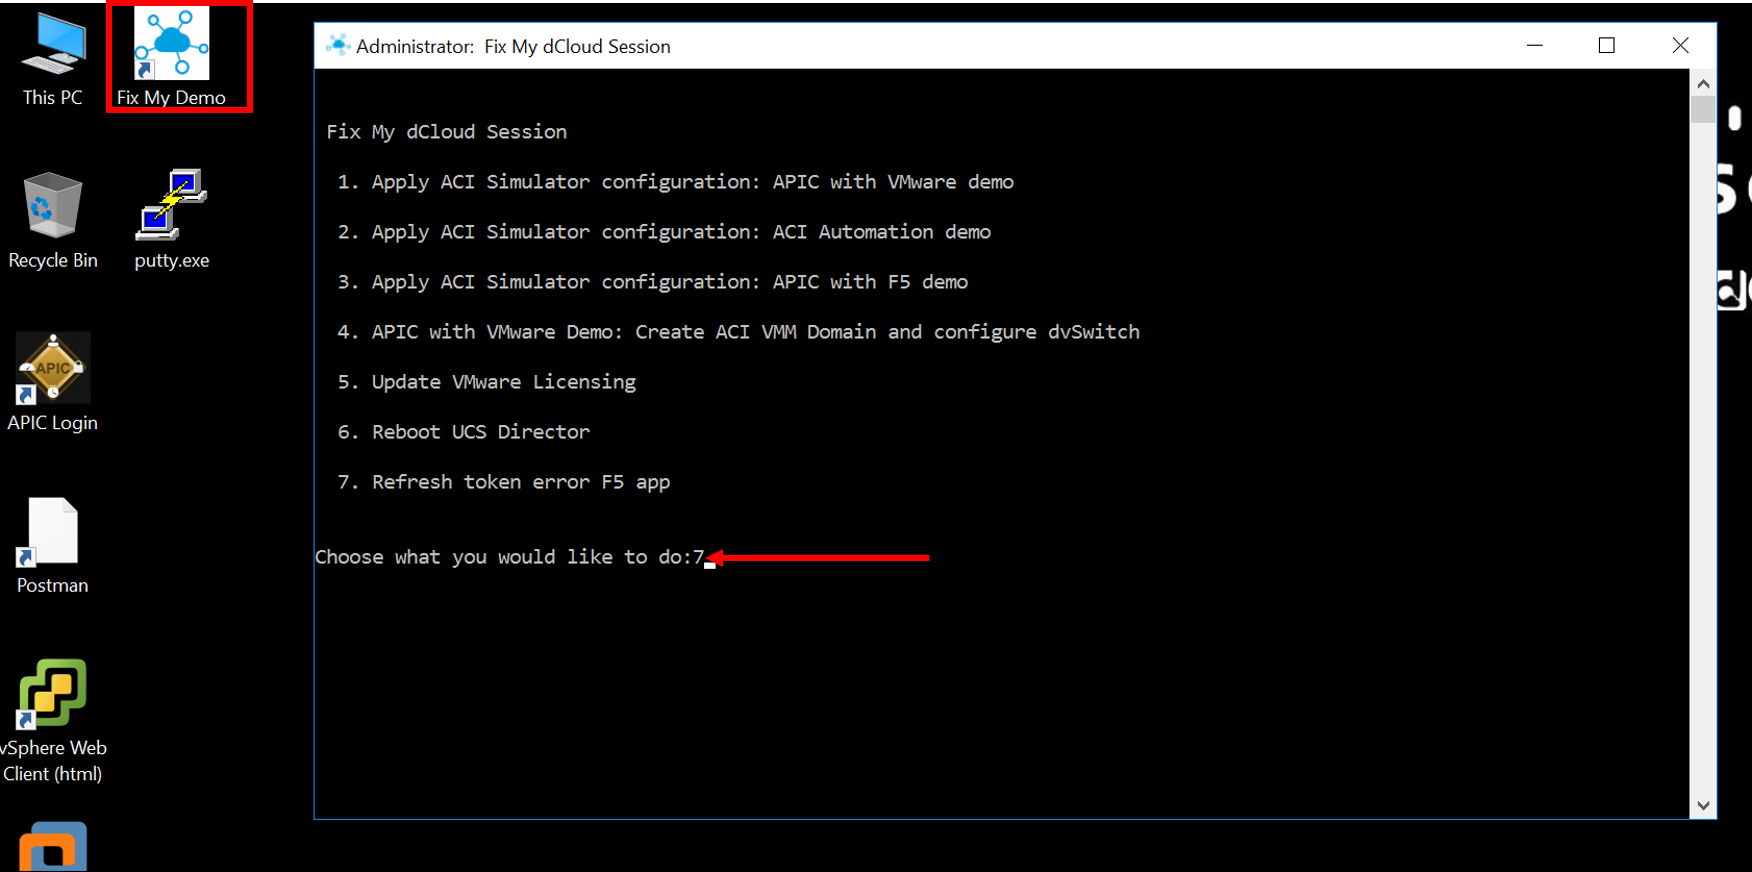 This PC
Fix My Demo
Recycle Bin
putty.exe
APIC
APIC Login
Postman
vSphere Web
Client (html)
Administrator:  Fix My dCloud Session
Fix My dCloud Session
1. Apply ACI Simulator configuration: APIC with VMware demo
2. Apply ACI Simulator configuration: ACI Automation demo
3. Apply ACI Simulator configuration: APIC with F5 demo
4. APIC with VMware Demo: Create ACI VMM Domain and configure dvSwitch
5. Update VMware Licensing
6. Reboot UCS Director
7. Refresh token error F5 app
Choose what you would like to do:7